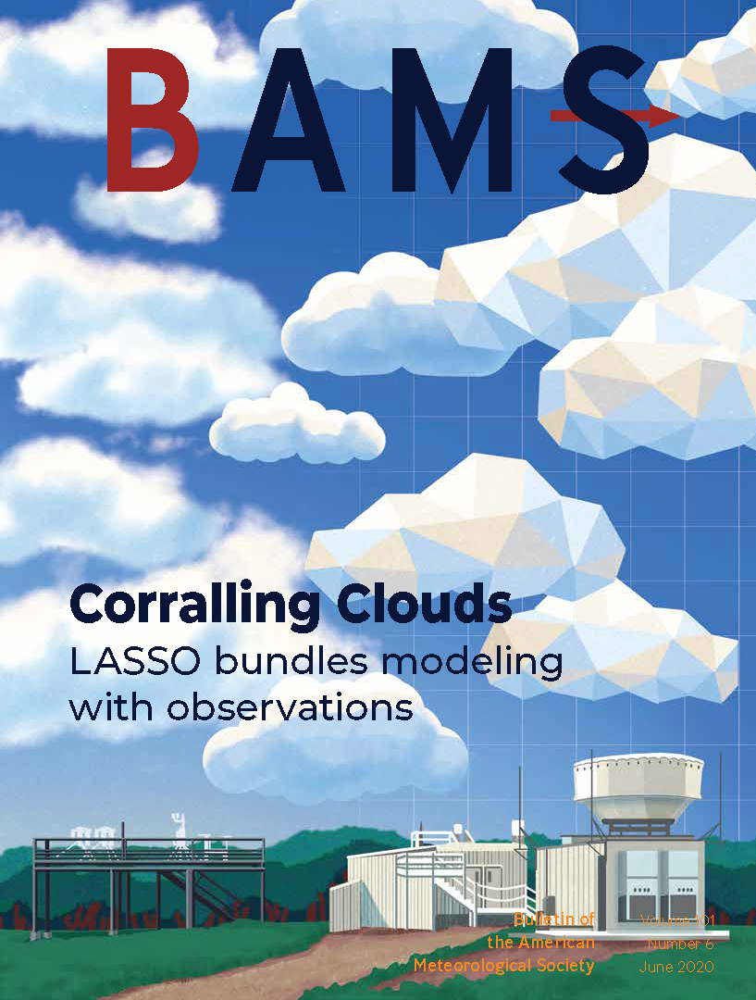 BAMS
Corralling Clouds
LASSO bundles modeling
with observations
Bulletin of
the American
Meteorological Society
Volume 101
Number 6
June 2020